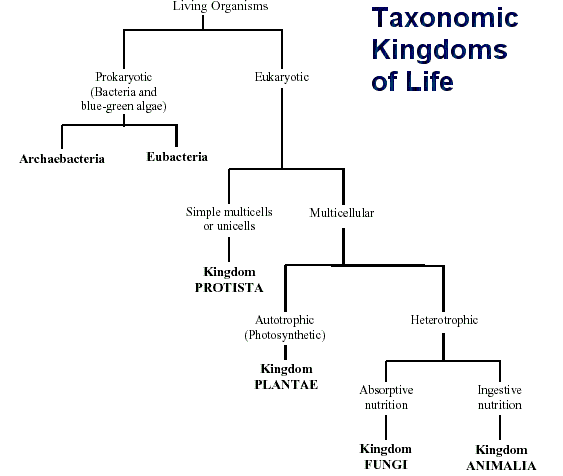 Living Organisms
Taxonomic
Kingdoms
of Life
Prokaryotic
(Bacteria and
blue-green algae)
Eukaryotic
Archaebacteria
Eubacteria
Simple multicells
or unicells
Multicellular
Kingdom
PROTISTA
Autotrophic
(Photosynthetic)
Heterotrophic
Kingdom
PLANTAE
Absorptive
nutrition
Ingestive
nutrition
Kingdom
FUNGI
Kingdom
ANIMALIA